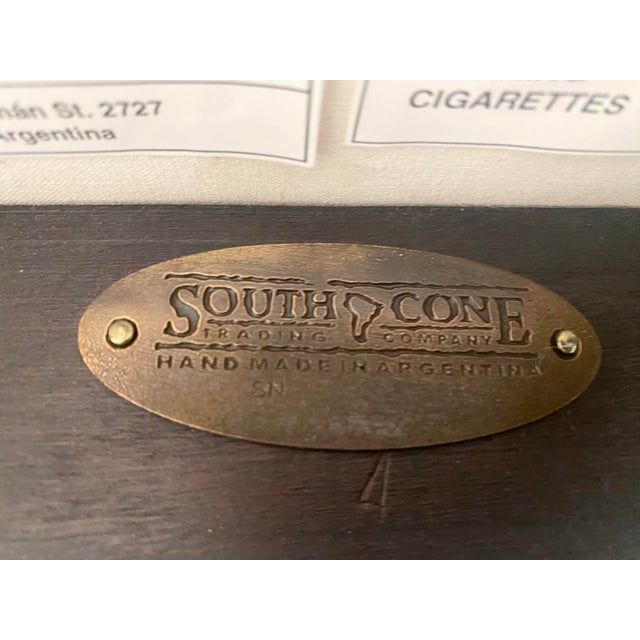 mán St. 2727
Argentina
CIGARETTES
SOUTH CONE
TRADING COMPANY
HAND MADE IN ARGENTINA
SN